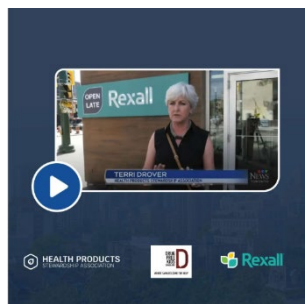 OPEN
LATE
Rexall
TERRI DROVER
HEALTH PRODUCTS STEWARDSHIP ASSOCIATION
NEWS
HEALTH PRODUCTS
STEWARDSHIP ASSOCIATION
D
Rexall